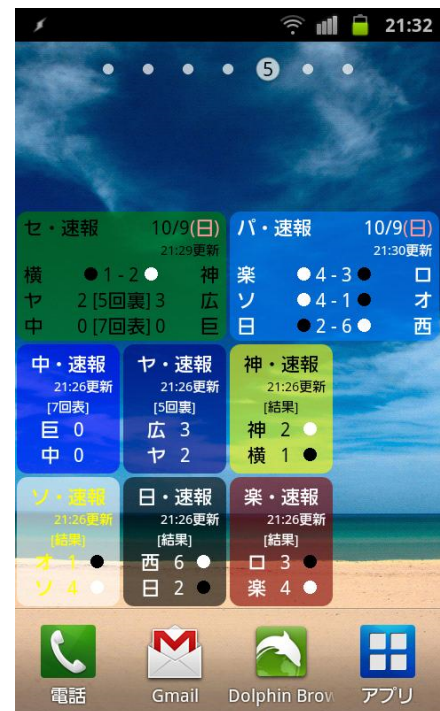 21:32
5
セ・速報 10/9(日)
21:29更新
横 ●1-2○ 神
ヤ 2[5回裏]3 広
中 0[7回表]0 巨
パ・速報 10/9(日)
21:30更新
楽 ○4-3● ロ
ソ ○4-1● オ
日 ●2-6○ 西
中・速報
21:26更新
[7回表]
巨 0
中 0
ヤ・速報
21:26更新
[5回裏]
広 3
ヤ 2
神・速報
21:26更新
[結果]
神 2 ○
横 1 ●
ソ・速報
21:26更新
[結果]
オ 1 ●
ソ 4 ○
日・速報
21:26更新
[結果]
西 6 ○
日 2 ●
楽・速報
21:26更新
[結果]
ロ 3 ●
楽 4 ○
電話 Gmail Dolphin Brow アプリ